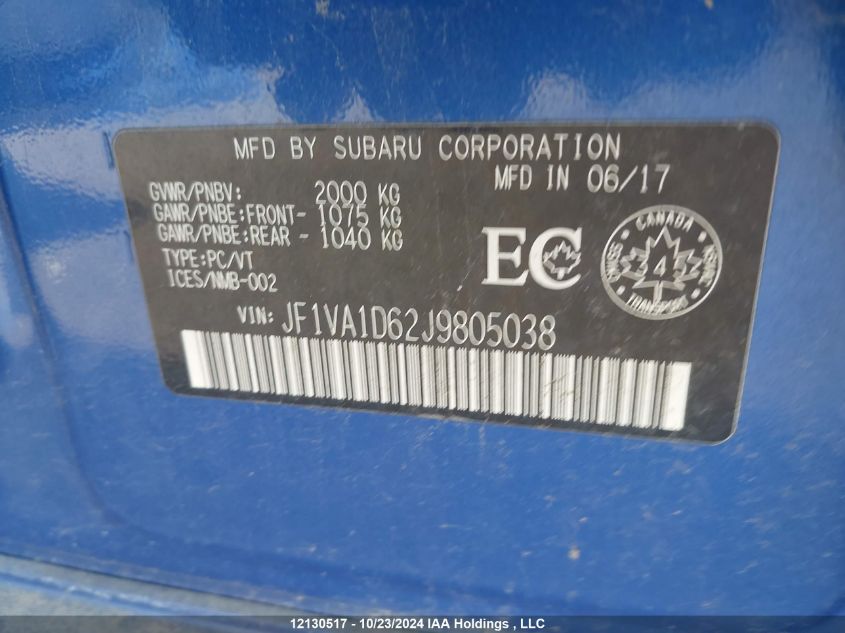 MFD BY SUBARU CORPORATION
MFD IN 06/17
GVWR/PNBV: 2000 KG
GAWR/PNBE:FRONT- 1075 KG
GAWR/PNBE:REAR - 1040 KG
TYPE:PC/VT
ICES/NMB-002
EC
CANADA
4
TRANSPORT
VIN: JF1VA1D62J9805038
12130517 - 10/23/2024 IAA Holdings , LLC